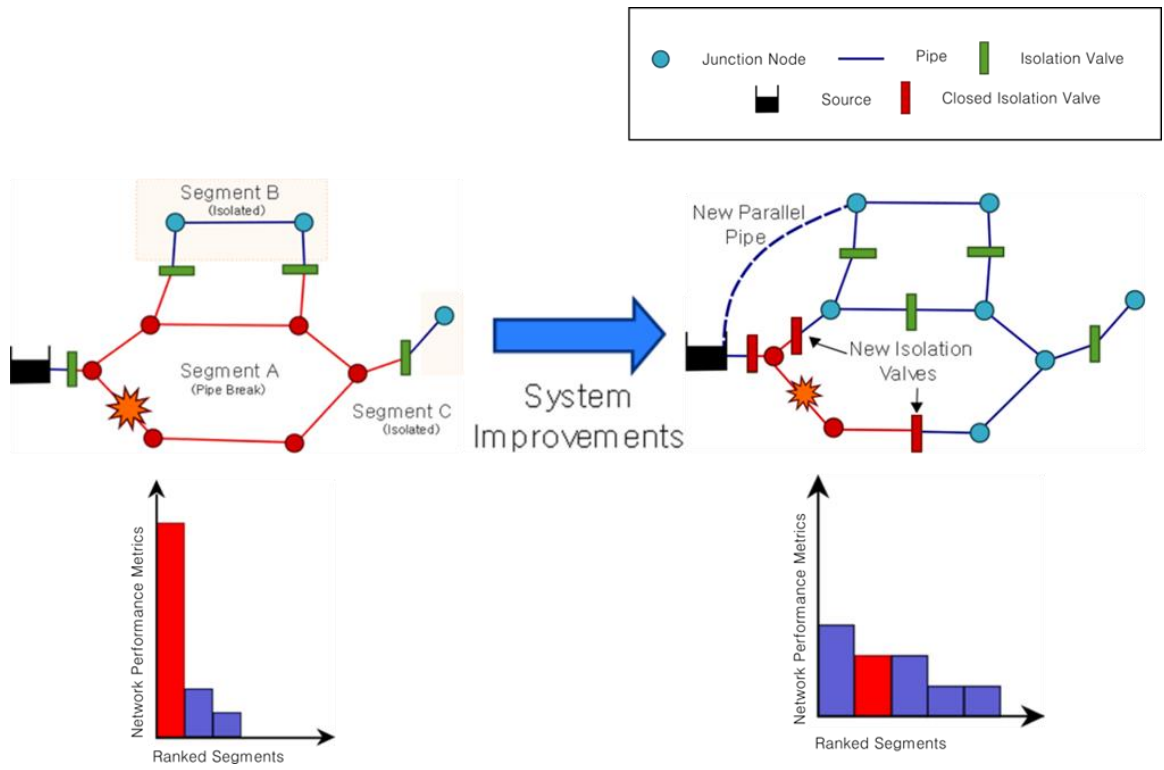 Junction Node
Pipe
Isolation Valve
Source
Closed Isolation Valve
Segment B
(Isolated)
Segment A
(Pipe Break)
Segment C
(Isolated)
System
Improvements
New Parallel
Pipe
New Isolation
Valves
Network Performance Metrics
Ranked Segments
Network Performance Metrics
Ranked Segments